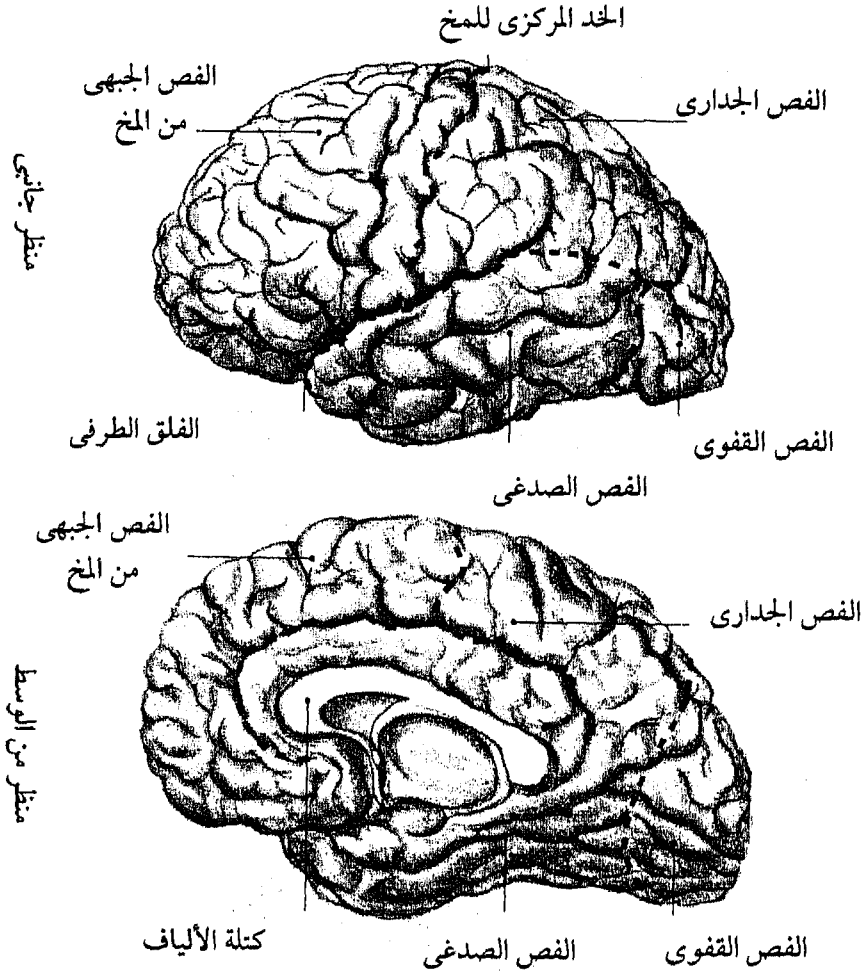 الخد المركزى للمخ
الفص الجبهى
من المخ
الفص الجدارى
منظر جانبى
الفلق الطرفى
الفص القفوى
الفص الصدغى
الفص الجبهى
من المخ
الفص الجدارى
منظر من الوسط
كتلة الألياف
الفص الصدغى
الفص القفوى